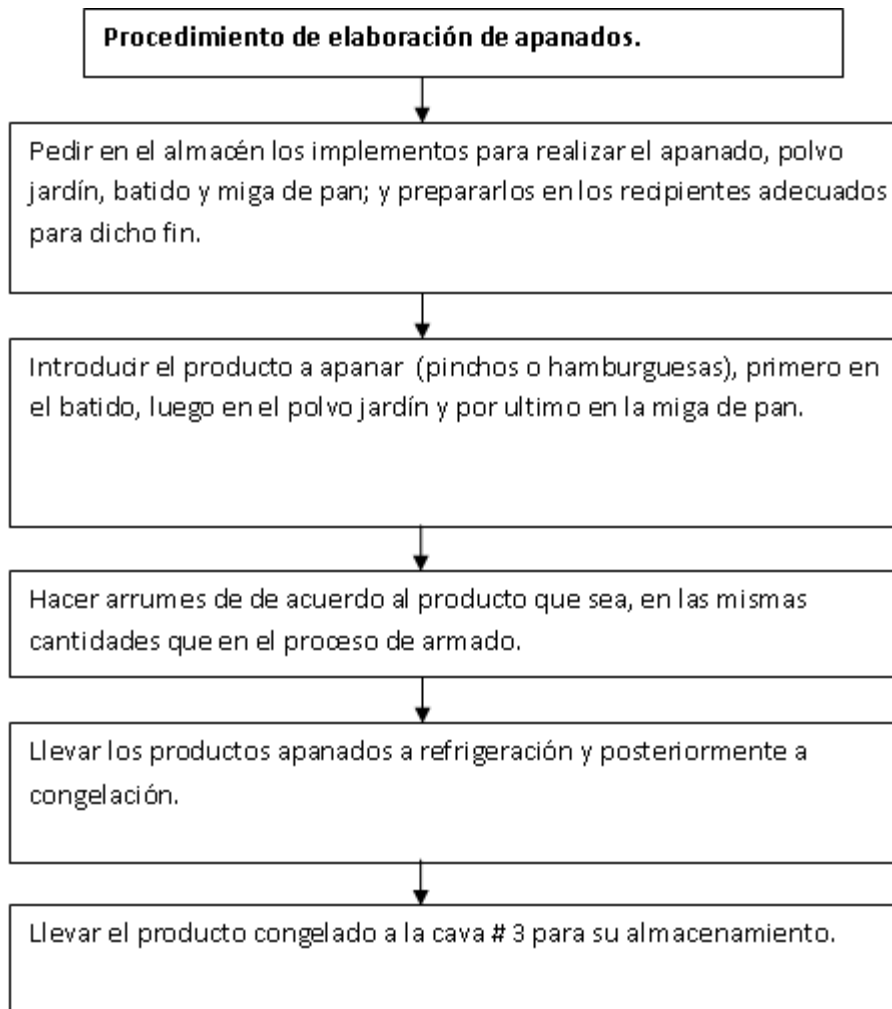 Procedimiento de elaboración de apanados.
Pedir en el almacén los implementos para realizar el apanado, polvo
jardín, batido y miga de pan; y prepararlos en los recipientes adecuados
para dicho fin.
Introducir el producto a apanar (pinchos o hamburguesas), primero en
el batido, luego en el polvo jardín y por ultimo en la miga de pan.
Hacer arrumes de de acuerdo al producto que sea, en las mismas
cantidades que en el proceso de armado.
Llevar los productos apanados a refrigeración y posteriormente a
congelación.
Llevar el producto congelado a la cava # 3 para su almacenamiento.